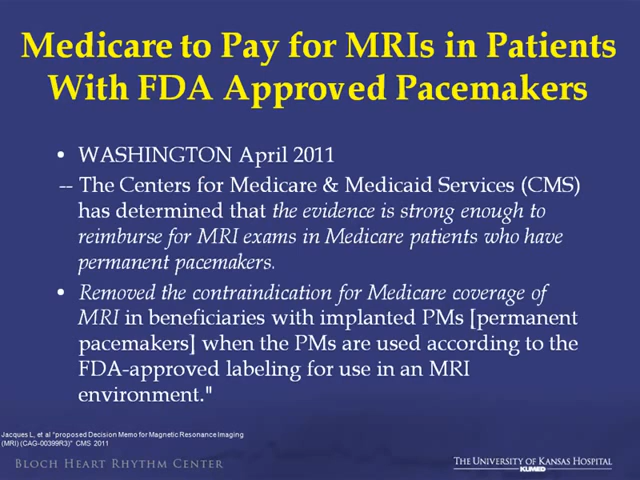 Medicare to Pay for MRIs in Patients
With FDA Approved Pacemakers
• WASHINGTON April 2011
-- The Centers for Medicare & Medicaid Services (CMS)
has determined that the evidence is strong enough to
reimburse for MRI exams in Medicare patients who have
permanent pacemakers.
• Removed the contraindication for Medicare coverage of
MRI in beneficiaries with implanted PMs [permanent
pacemakers] when the PMs are used according to the
FDA-approved labeling for use in an MRI
environment."
Jacques L, et al "proposed Decision Memo for Magnetic Resonance Imaging
(MRI) (CAG-00399R3)" CMS 2011
BLOCH HEART RHYTHM CENTER
THE UNIVERSITY OF KANSAS HOSPITAL
KUMED